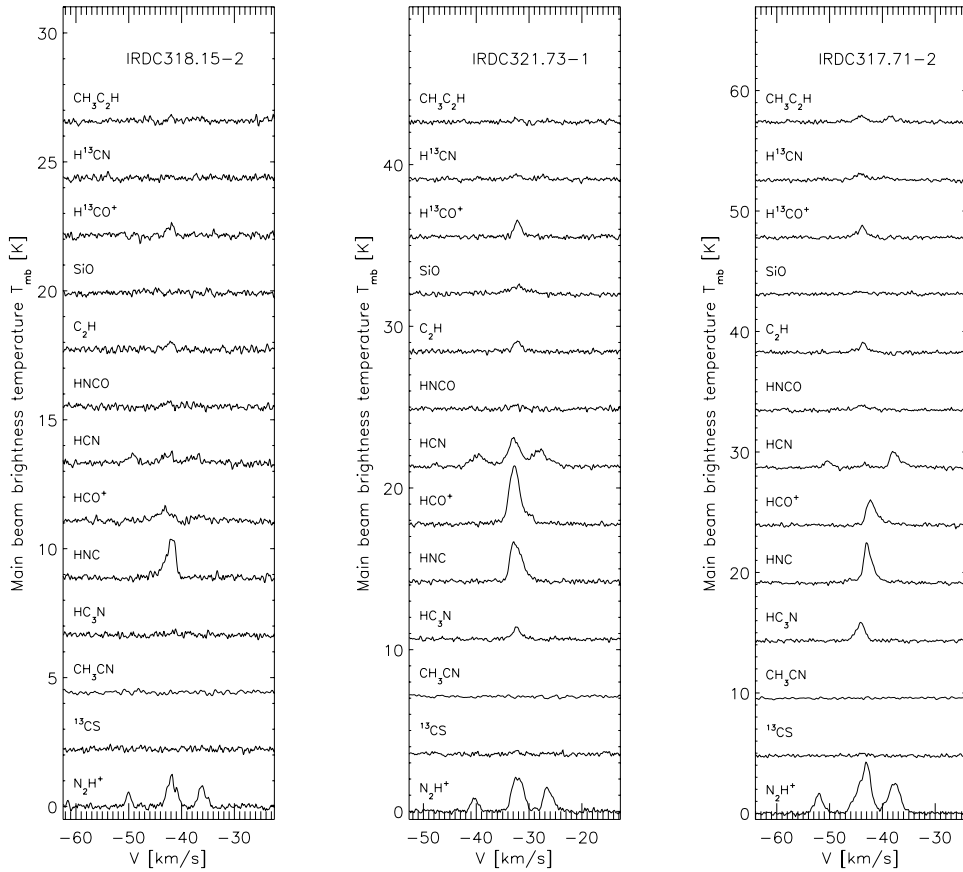 IRDC318.15−2
Main beam brightness temperature T_mb [K]
30
25
20
15
10
5
0
CH₃C₂H
H¹³CN
H¹³CO⁺
SiO
C₂H
HNCO
HCN
HCO⁺
HNC
HC₃N
CH₃CN
¹³CS
N₂H⁺
−60 −50 −40 −30
V [km/s]
IRDC321.73−1
Main beam brightness temperature T_mb [K]
40
30
20
10
0
CH₃C₂H
H¹³CN
H¹³CO⁺
SiO
C₂H
HNCO
HCN
HCO⁺
HNC
HC₃N
CH₃CN
¹³CS
N₂H⁺
−50 −40 −30 −20
V [km/s]
IRDC317.71−2
Main beam brightness temperature T_mb [K]
60
50
40
30
20
10
0
CH₃C₂H
H¹³CN
H¹³CO⁺
SiO
C₂H
HNCO
HCN
HCO⁺
HNC
HC₃N
CH₃CN
¹³CS
N₂H⁺
−60 −50 −40 −30
V [km/s]